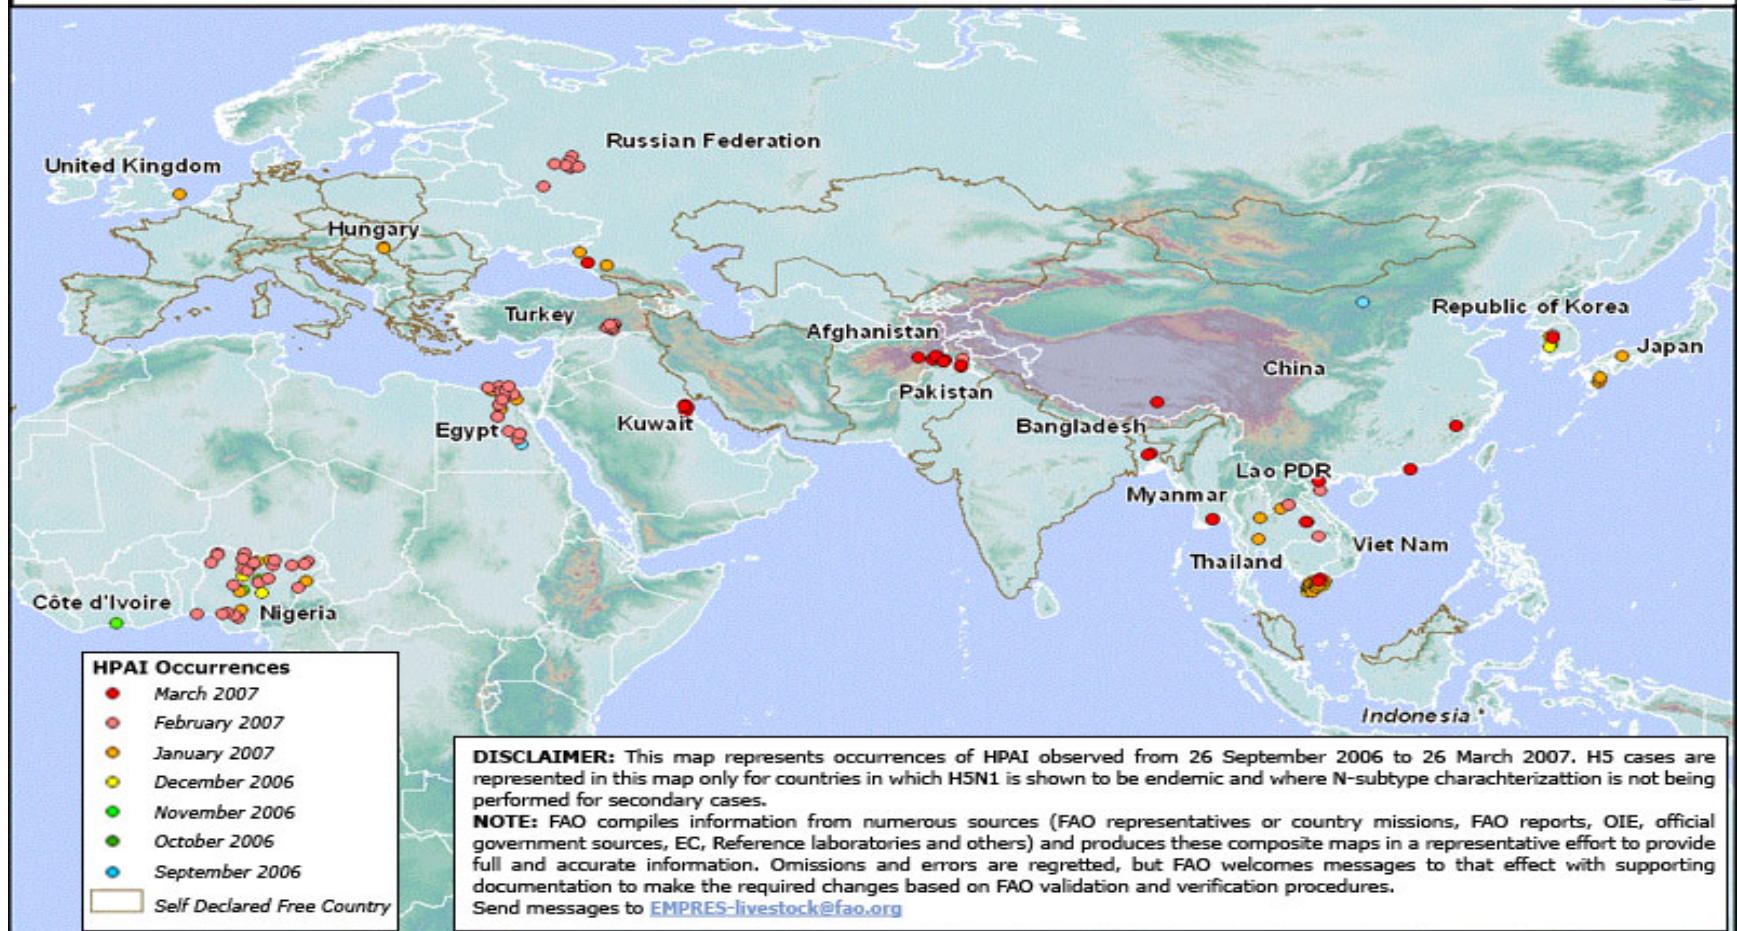 Russian Federation
United Kingdom
Hungary
Turkey
Republic of Korea
Afghanistan
Japan
China
Pakistan
Kuwait
Bangladesh
Egypt
Lao PDR
Myanmar
Viet Nam
Thailand
Côte d'Ivoire
Nigeria
Indonesia *
HPAI Occurrences
March 2007
February 2007
January 2007
December 2006
November 2006
October 2006
September 2006
Self Declared Free Country
DISCLAIMER: This map represents occurrences of HPAI observed from 26 September 2006 to 26 March 2007. H5 cases are
represented in this map only for countries in which H5N1 is shown to be endemic and where N-subtype charachterizattion is not being
performed for secondary cases.
NOTE: FAO compiles information from numerous sources (FAO representatives or country missions, FAO reports, OIE, official
government sources, EC, Reference laboratories and others) and produces these composite maps in a representative effort to provide
full and accurate information. Omissions and errors are regretted, but FAO welcomes messages to that effect with supporting
documentation to make the required changes based on FAO validation and verification procedures.
Send messages to EMPRES-livestock@fao.org